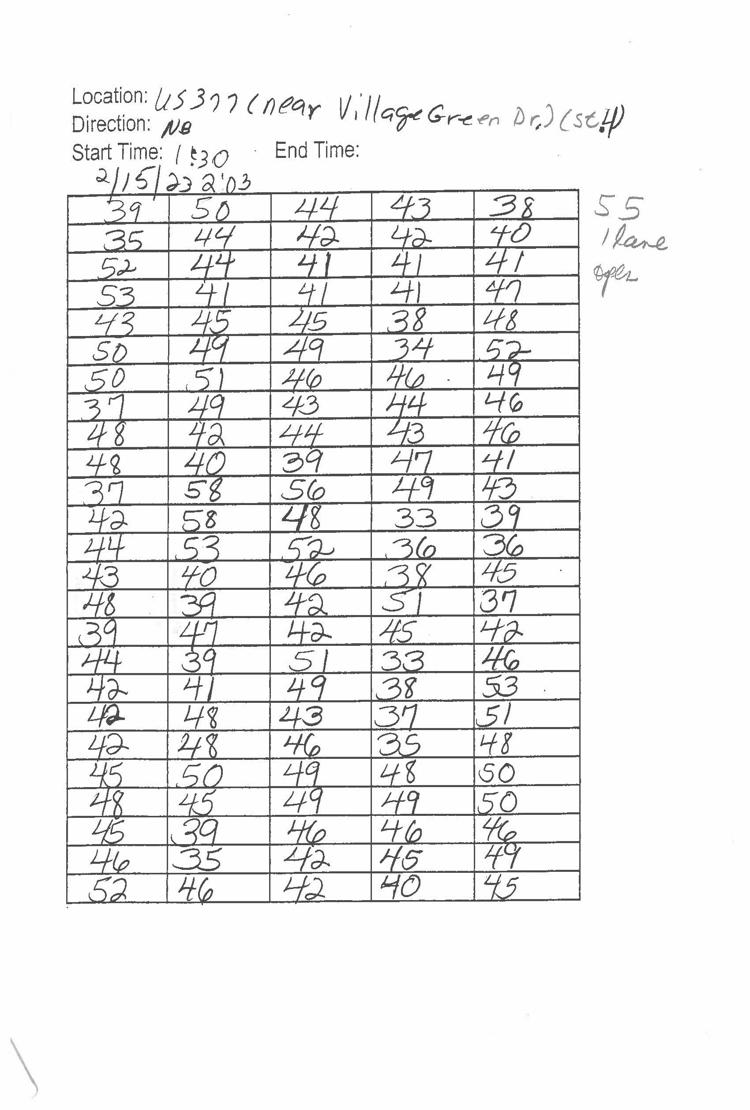 Location: US377 (near Village Green Dr.) (St.4)
Direction: NB
Start Time: 1:30 End Time:
2/15/23 2:03
39 50 44 43 38 55
35 44 42 42 40 1 lane
52 44 41 41 41 open
53 41 41 41 47
43 45 45 38 48
50 49 49 34 52
50 51 46 46 49
37 49 43 44 46
48 42 44 43 46
48 40 39 47 41
37 58 56 49 43
42 58 48 33 39
44 53 52 36 36
43 40 46 38 45
48 39 42 51 37
39 47 42 45 42
44 39 51 33 46
42 41 49 38 53
42 48 43 37 51
42 48 46 35 48
45 50 49 48 50
48 45 49 49 50
45 39 46 46 46
46 35 42 45 49
52 46 42 40 45